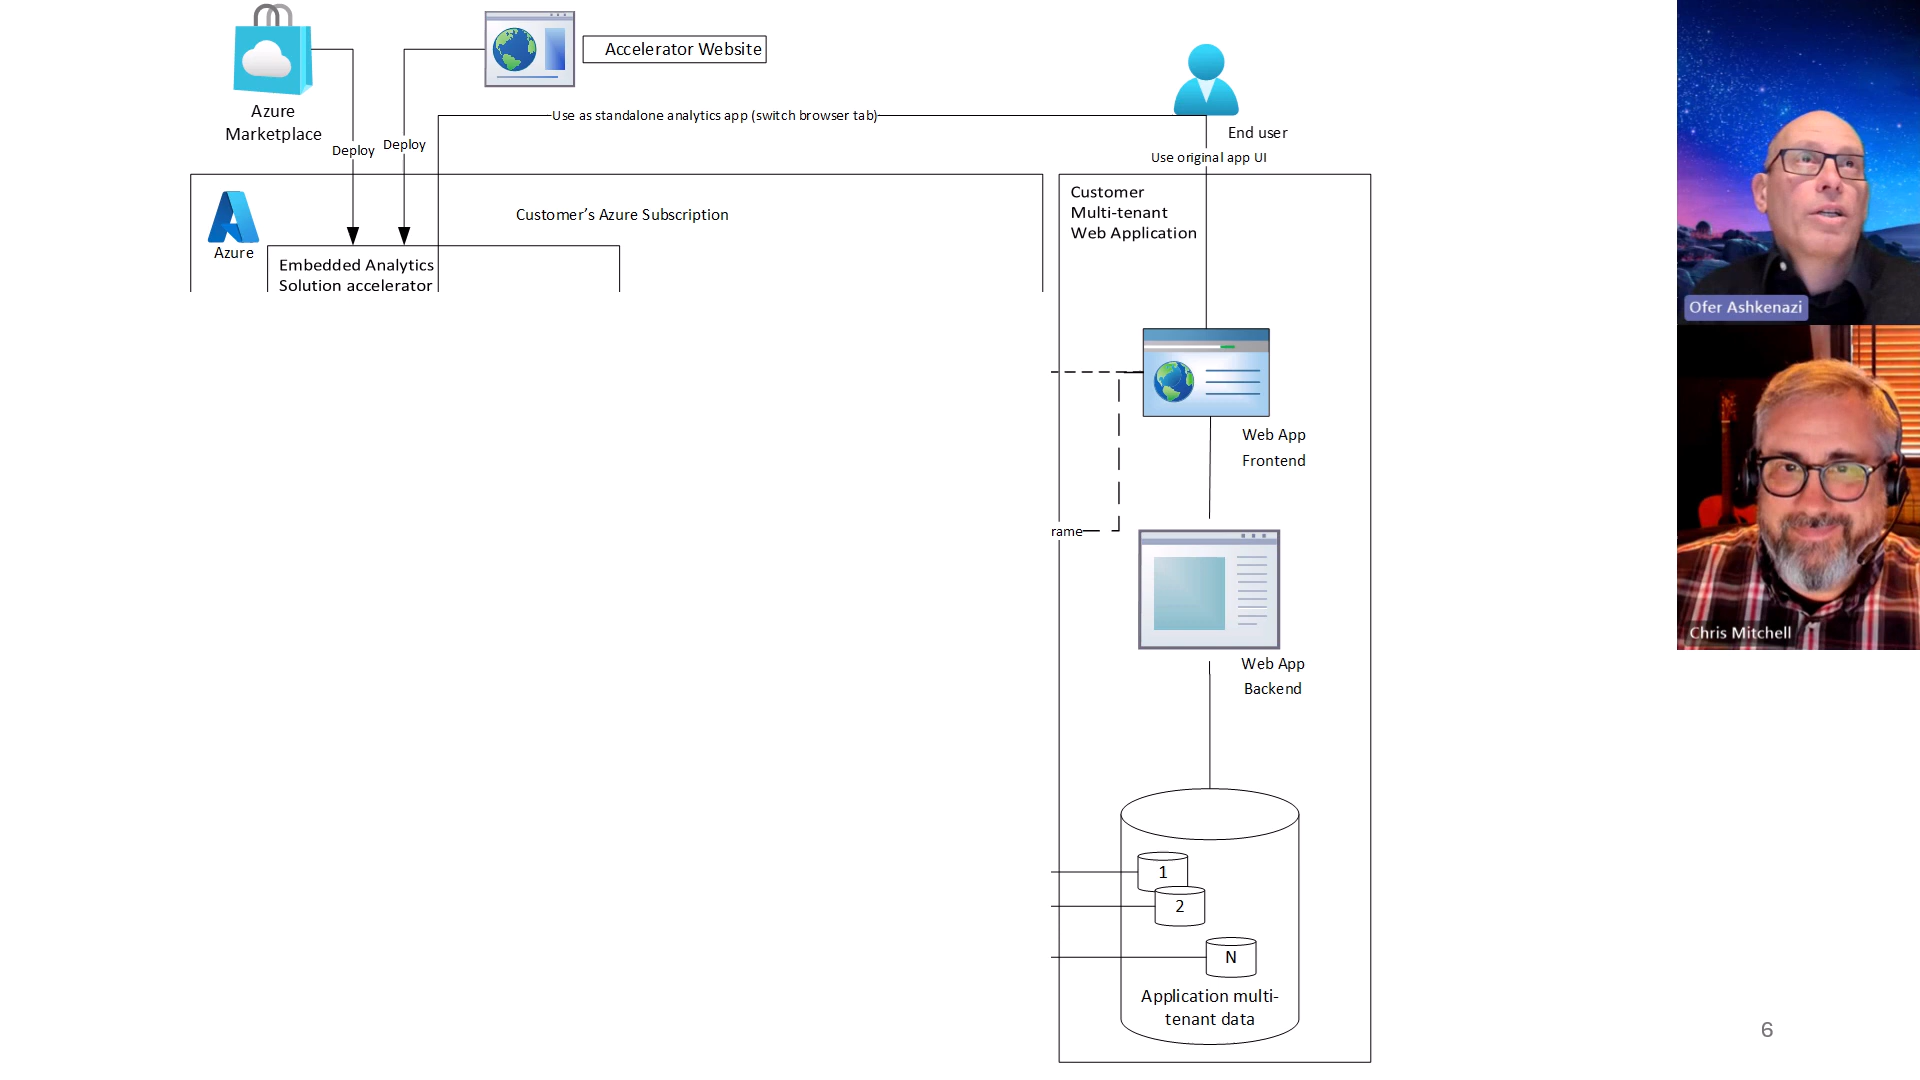 Accelerator Website
Azure
Marketplace
Deploy
Deploy
Use as standalone analytics app (switch browser tab)
End user
Use original app UI
Azure
Customer’s Azure Subscription
Embedded Analytics
Solution accelerator
Customer
Multi-tenant
Web Application
Web App
Frontend
rame
Web App
Backend
1
2
N
Application multi-
tenant data
6
Ofer Ashkenazi
Chris Mitchell